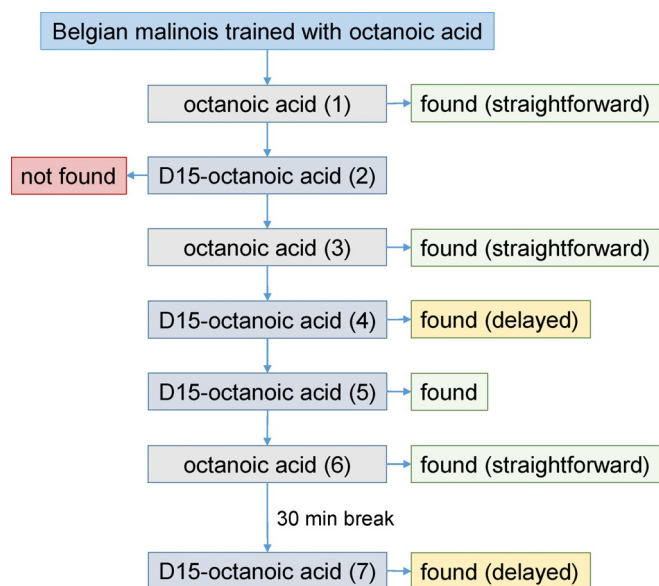 Belgian malinois trained with octanoic acid
octanoic acid (1)
found (straightforward)
not found
D15-octanoic acid (2)
octanoic acid (3)
found (straightforward)
D15-octanoic acid (4)
found (delayed)
D15-octanoic acid (5)
found
octanoic acid (6)
found (straightforward)
30 min break
D15-octanoic acid (7)
found (delayed)